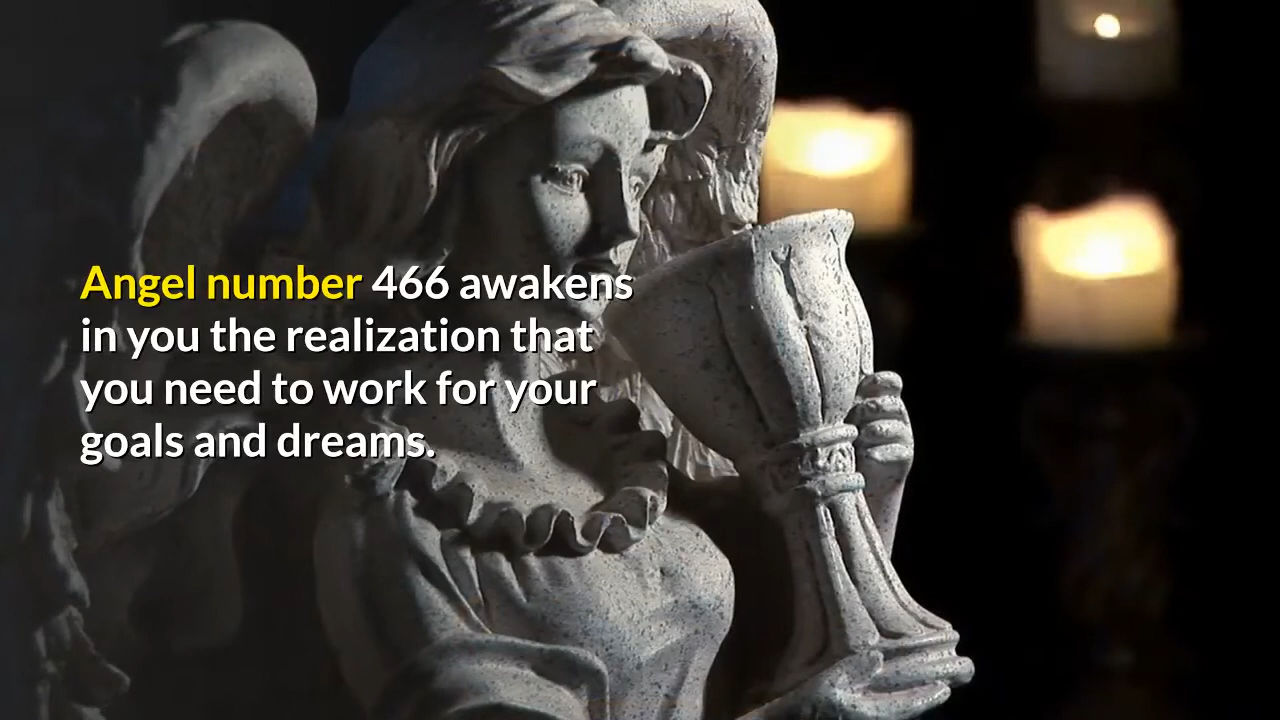 Angel number 466 awakens
in you the realization that
you need to work for your
goals and dreams.